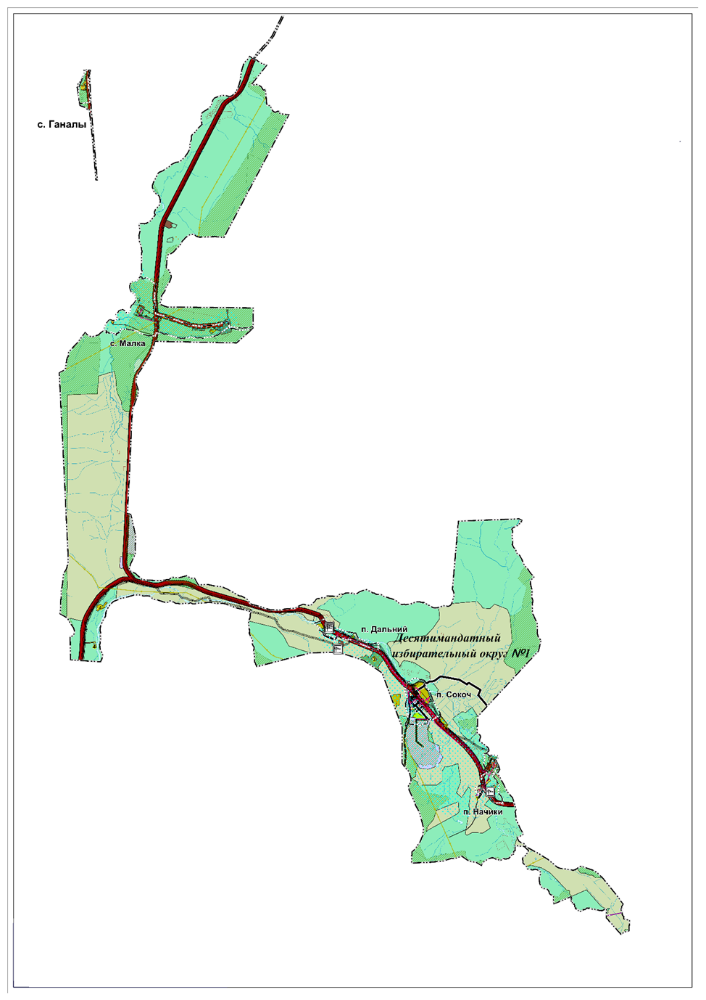 с. Ганалы
с. Малка
п. Дальний
Десятимандатный
избирательный округ №1
п. Сокоч
п. Начики